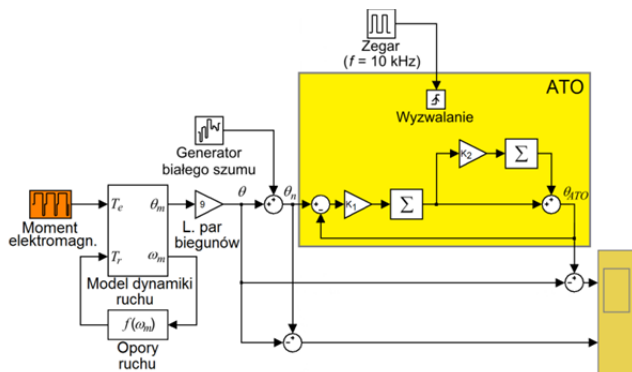 Zegar
(f = 10 kHz)
ATO
Wyzwalanie
K₂
Σ
Generator
białego szumu
θ
θₙ
K₁
Σ
θ_ATO
Tₑ
θₘ
9
L. par
biegunów
Moment
elektromagn.
Tᵣ
ωₘ
Model dynamiki
ruchu
f(ωₘ)
Opory
ruchu